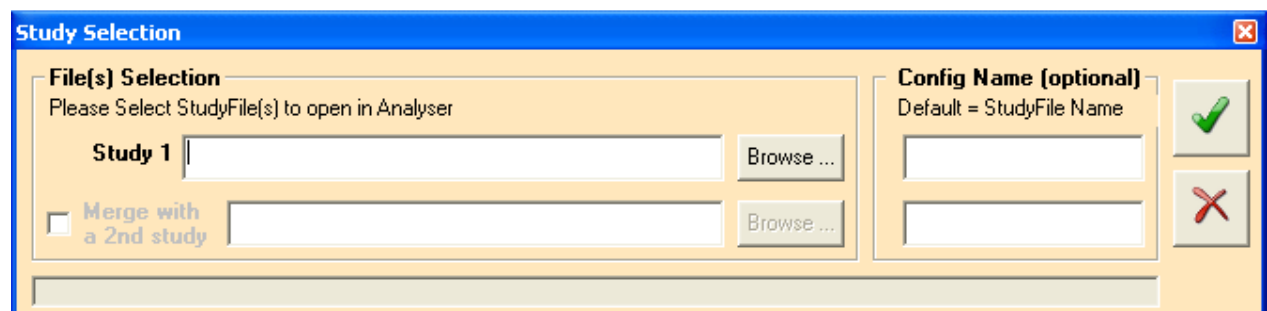 Study Selection
File(s) Selection
Please Select StudyFile(s) to open in Analyser
Study 1
Browse ...
Merge with
a 2nd study
Browse ...
Config Name (optional)
Default = StudyFile Name